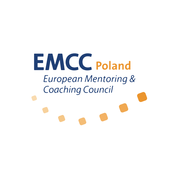 EMCC Poland
European Mentoring &
Coaching Council